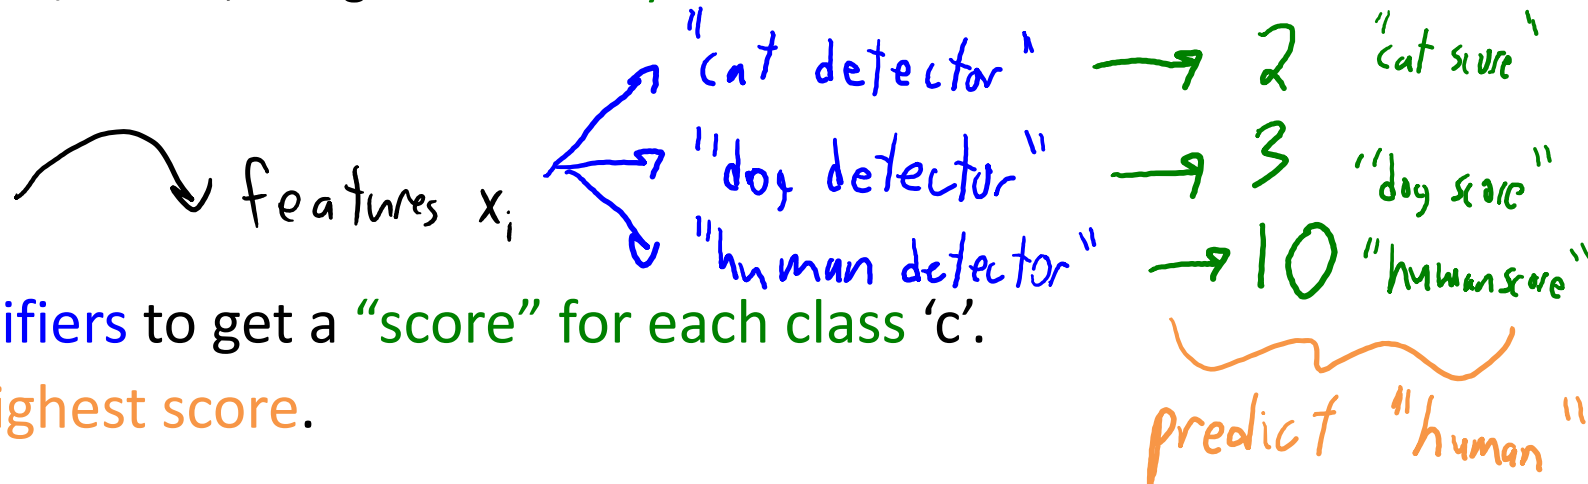 "cat detector" → 2 "cat score"
features xᵢ "dog detector" → 3 "dog score"
"human detector" → 10 "human score"
ifiers to get a “score” for each class ‘c’.
ighest score.
predict "human"